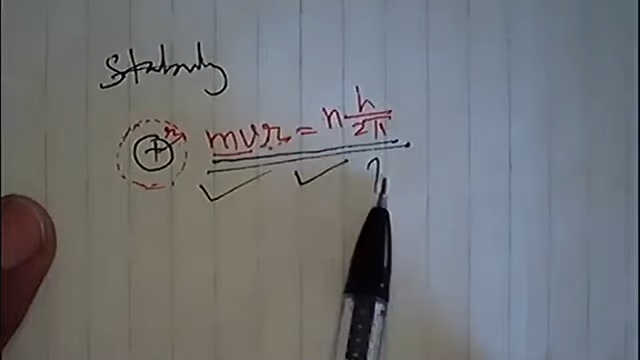 Stability
+ r mvr = n h/2π
?